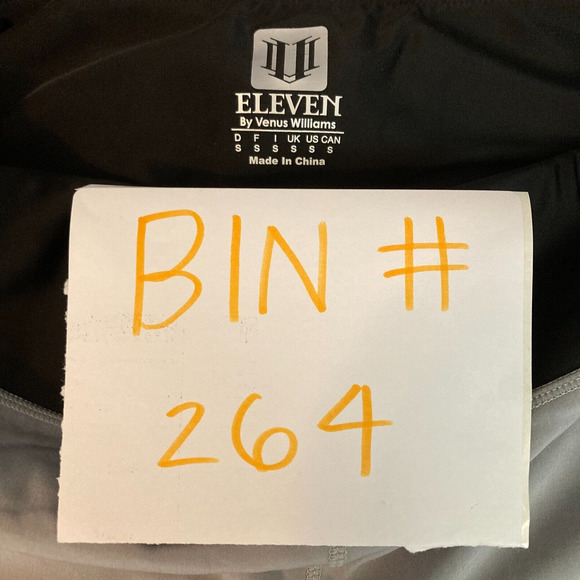 ELEVEN
By Venus Williams
D F I UK US CAN
S S S S S S
Made In China
BIN #
264